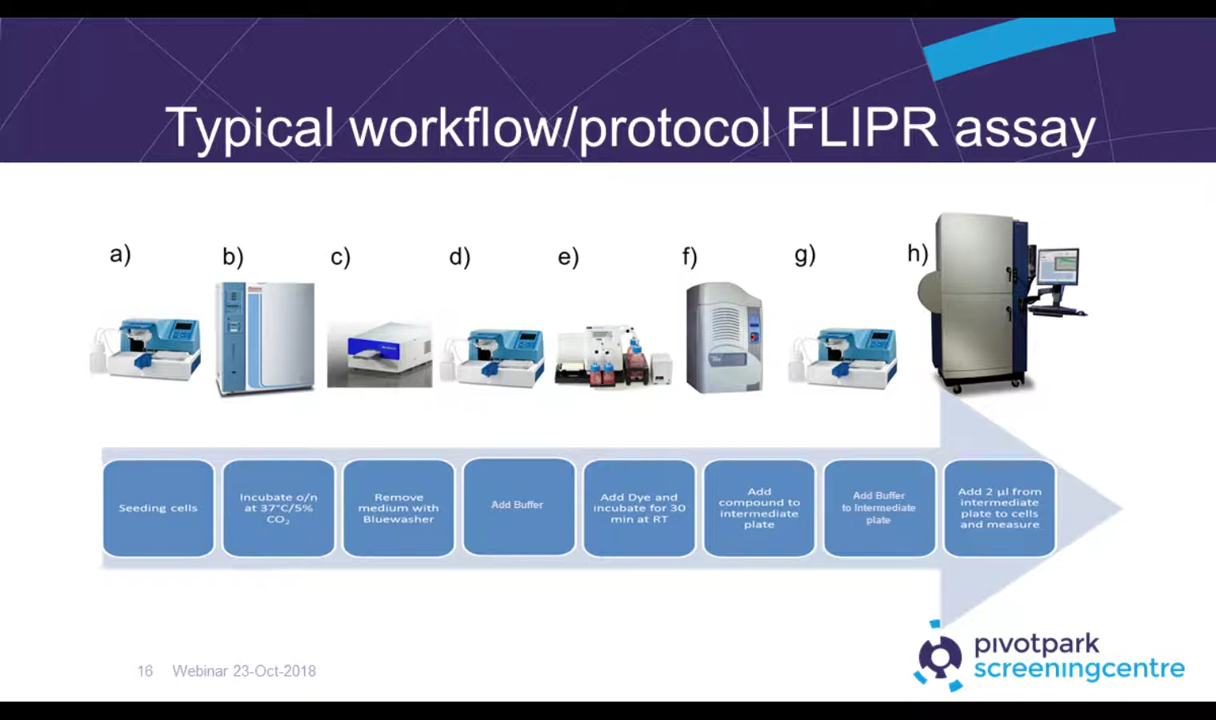 Typical workflow/protocol FLIPR assay
a)
b)
c)
d)
e)
f)
g)
h)
Seeding cells
Incubate o/n
at 37°C/5%
CO₂
Remove
medium with
Bluewasher
Add Buffer
Add Dye and
incubate for 30
min at RT
Add
compound to
intermediate
plate
Add Buffer
to Intermediate
plate
Add 2 µl from
intermediate
plate to cells
and measure
16 Webinar 23-Oct-2018
pivotpark
screeningcentre